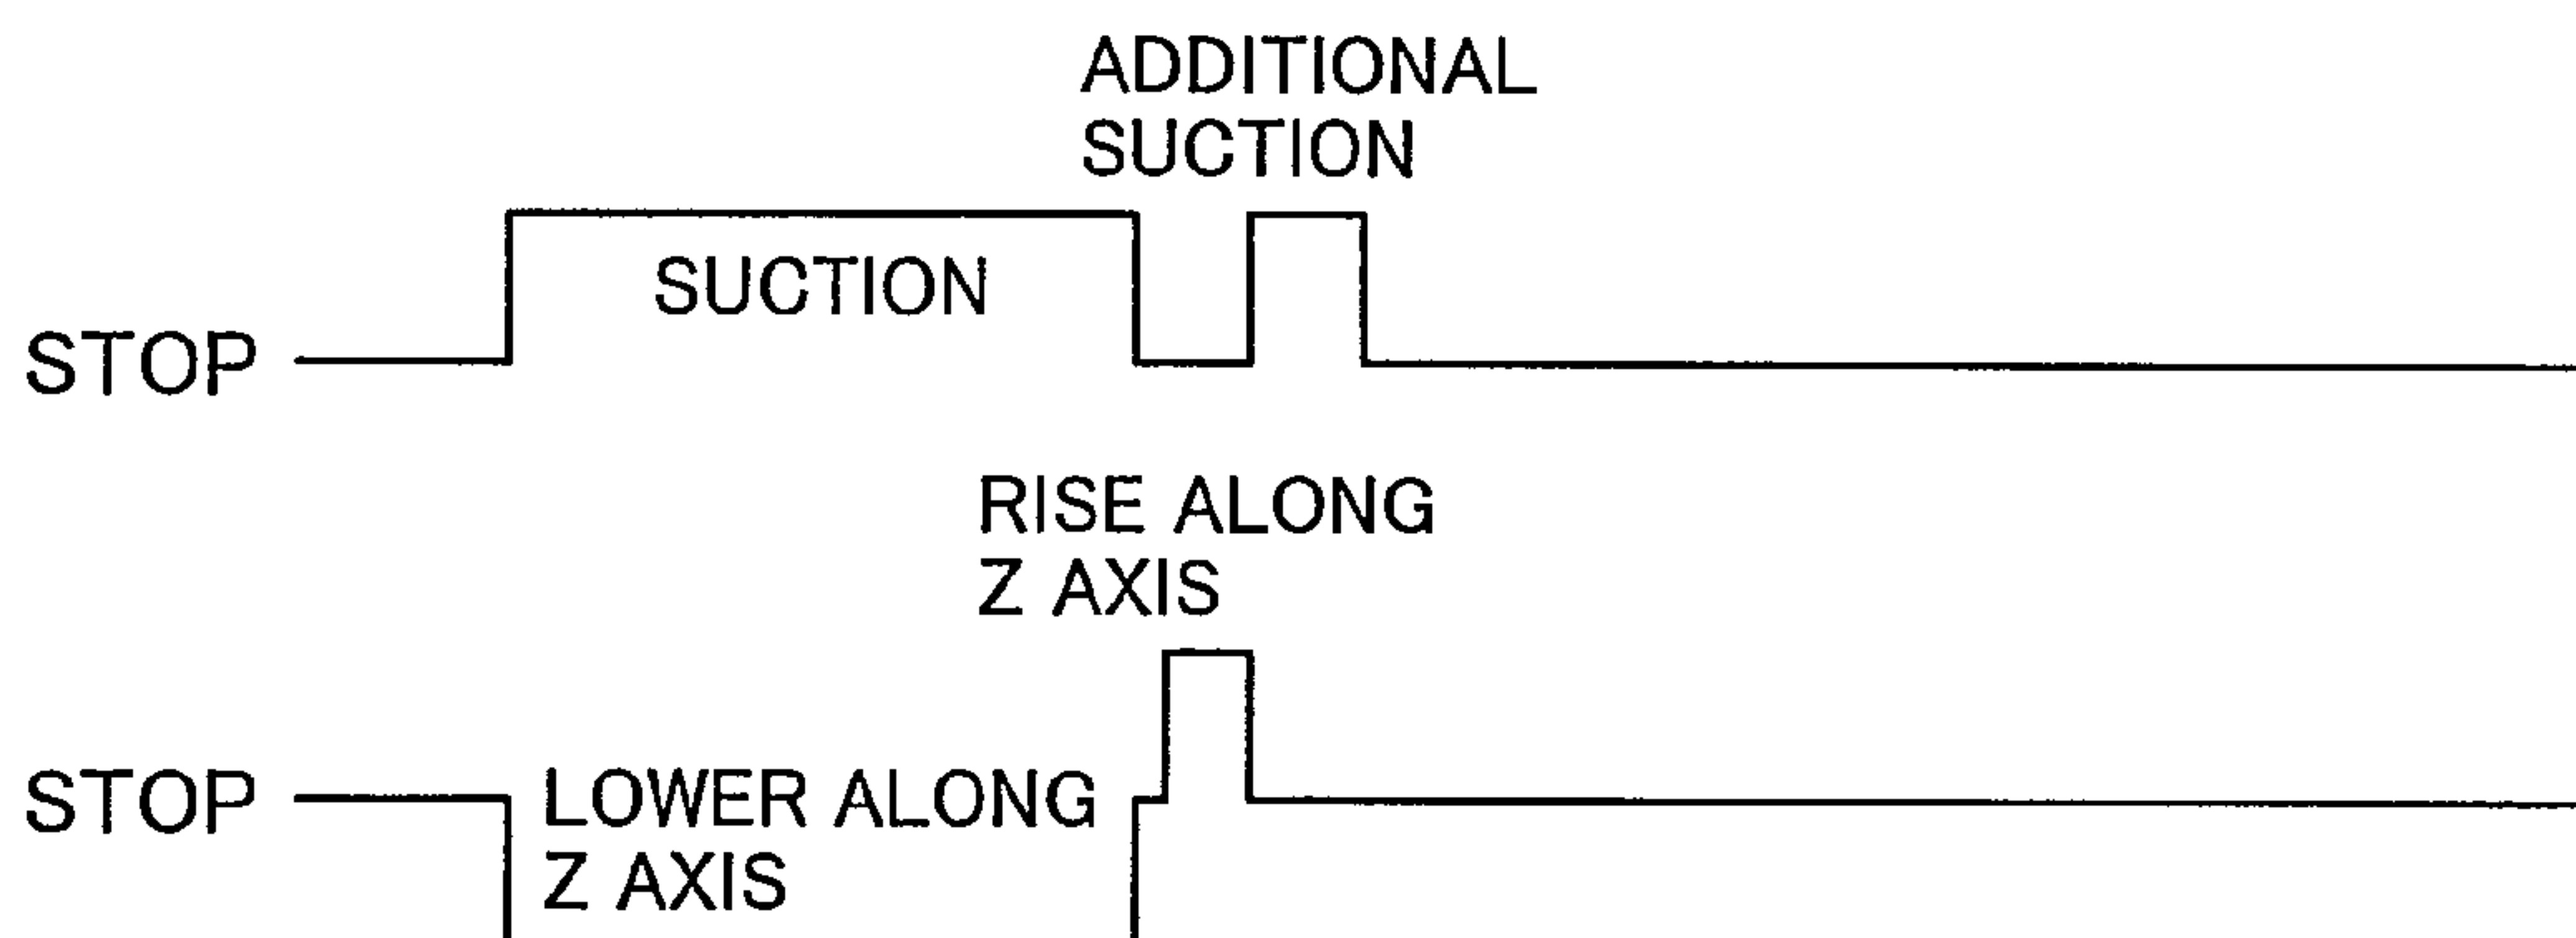 ADDITIONAL
SUCTION
SUCTION
STOP
RISE ALONG
Z AXIS
STOP
LOWER ALONG
Z AXIS